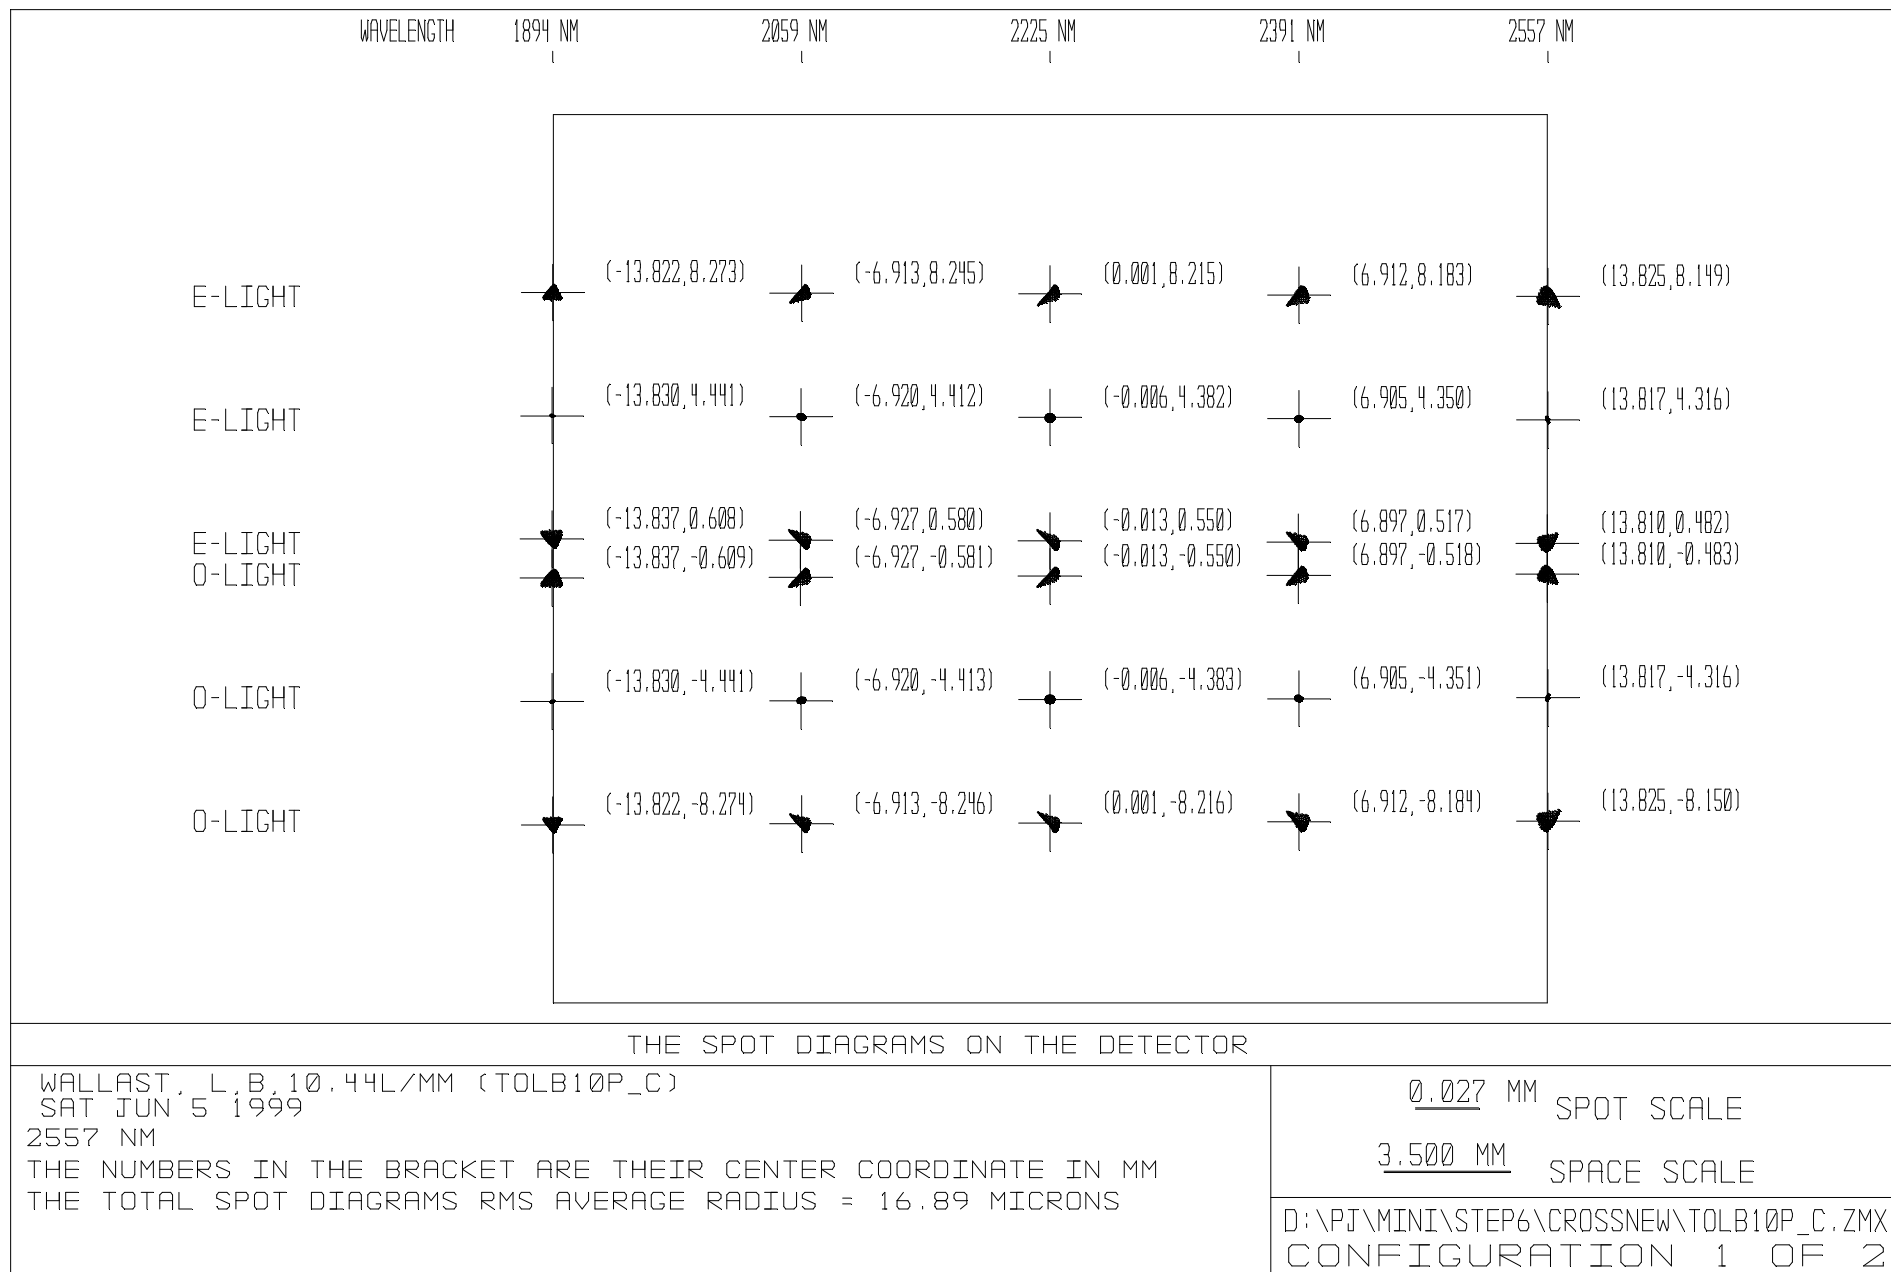 WAVELENGTH 1894 NM 2059 NM 2225 NM 2391 NM 2557 NM
E-LIGHT (-13.822,8.273) (-6.913,8.245) (0.001,8.215) (6.912,8.183) (13.825,8.149)
E-LIGHT (-13.830,4.441) (-6.920,4.412) (-0.006,4.382) (6.905,4.350) (13.817,4.316)
E-LIGHT (-13.837,0.608) (-6.927,0.580) (-0.013,0.550) (6.897,0.517) (13.810,0.482)
O-LIGHT (-13.837,-0.609) (-6.927,-0.581) (-0.013,-0.550) (6.897,-0.518) (13.810,-0.483)
O-LIGHT (-13.830,-4.441) (-6.920,-4.413) (-0.006,-4.383) (6.905,-4.351) (13.817,-4.316)
O-LIGHT (-13.822,-8.274) (-6.913,-8.246) (0.001,-8.216) (6.912,-8.184) (13.825,-8.150)
THE SPOT DIAGRAMS ON THE DETECTOR
WALLAST, L,B,10.44L/MM (TOLB10P_C)
SAT JUN 5 1999
2557 NM
THE NUMBERS IN THE BRACKET ARE THEIR CENTER COORDINATE IN MM
THE TOTAL SPOT DIAGRAMS RMS AVERAGE RADIUS = 16.89 MICRONS
0.027 MM SPOT SCALE
3.500 MM SPACE SCALE
D:\PJ\MINI\STEP6\CROSSNEW\TOLB10P_C.ZMX
CONFIGURATION 1 OF 2